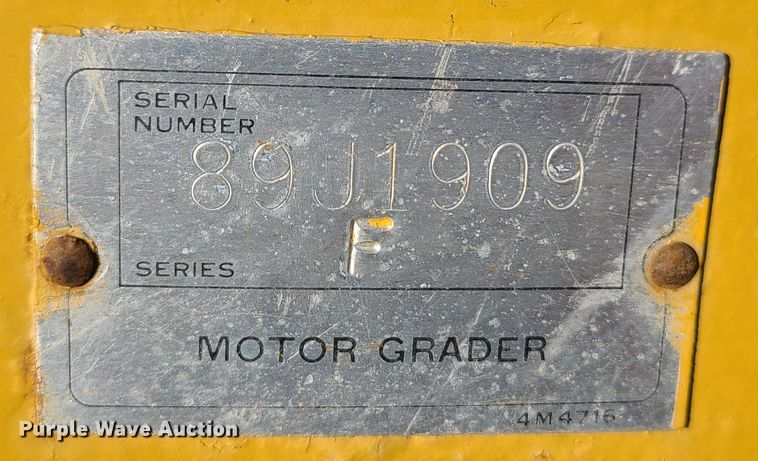 SERIAL
NUMBER
89J1909
SERIES F
MOTOR GRADER
4M4716
Purple Wave Auction